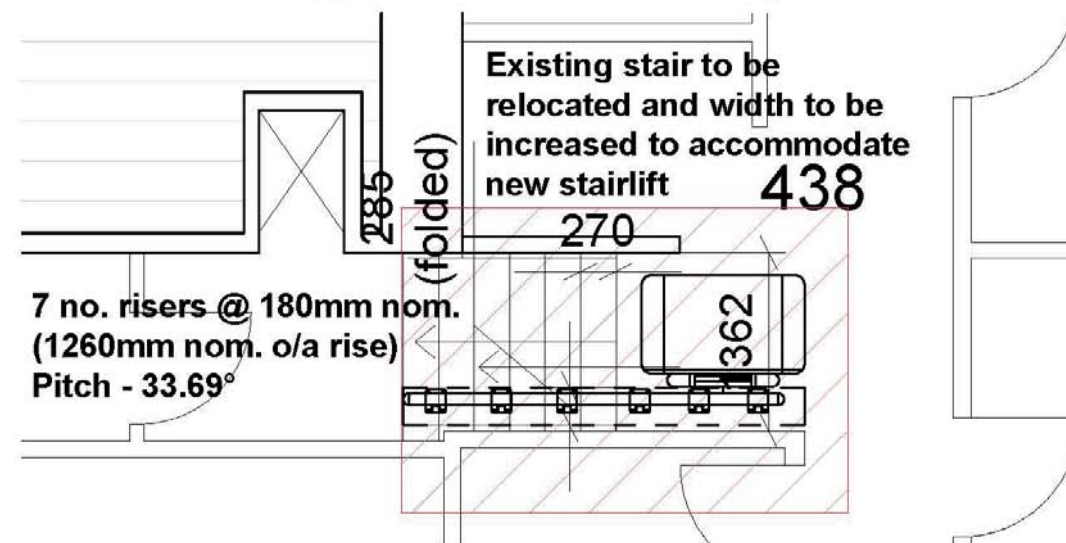 Existing stair to be
relocated and width to be
increased to accommodate
new stairlift
438
285
(folded)
270
7 no. risers @ 180mm nom.
(1260mm nom. o/a rise)
Pitch - 33.69°
1362